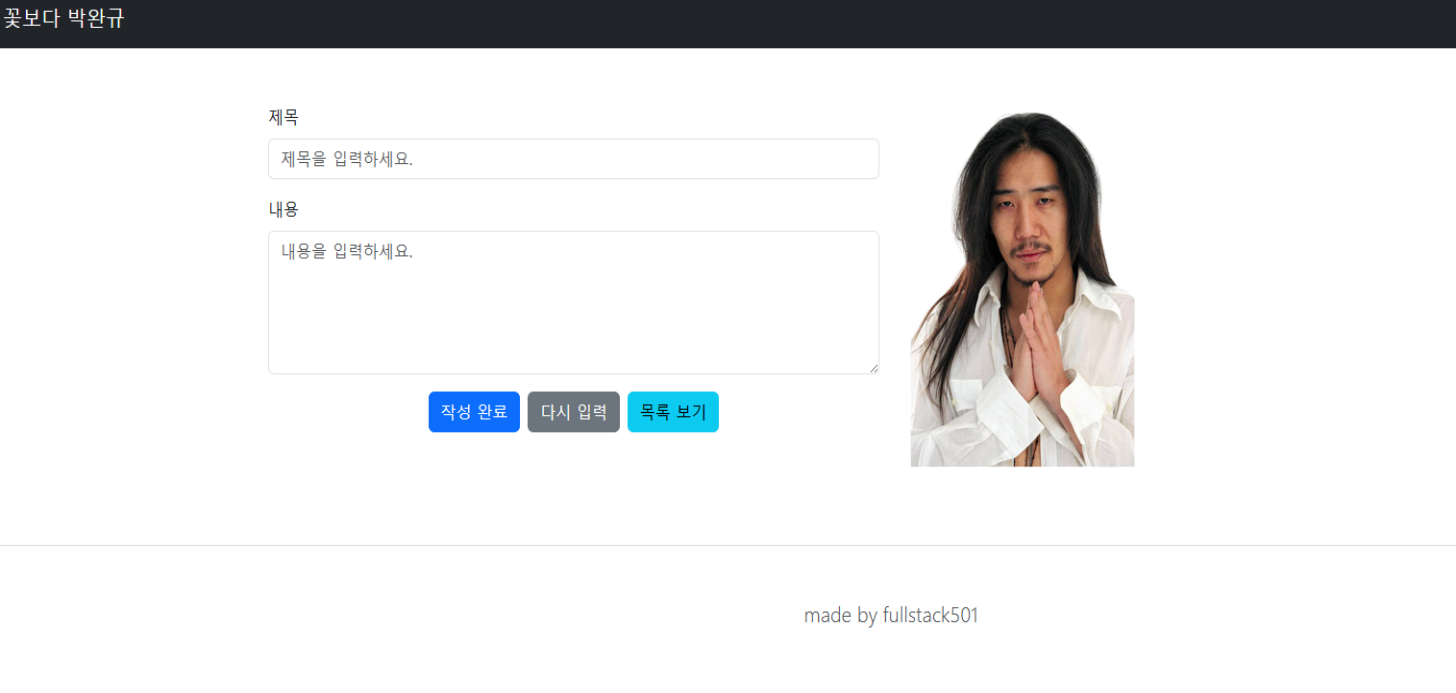 꽃보다 박완규
제목
제목을 입력하세요.
내용
내용을 입력하세요.
작성 완료 다시 입력 목록 보기
made by fullstack501